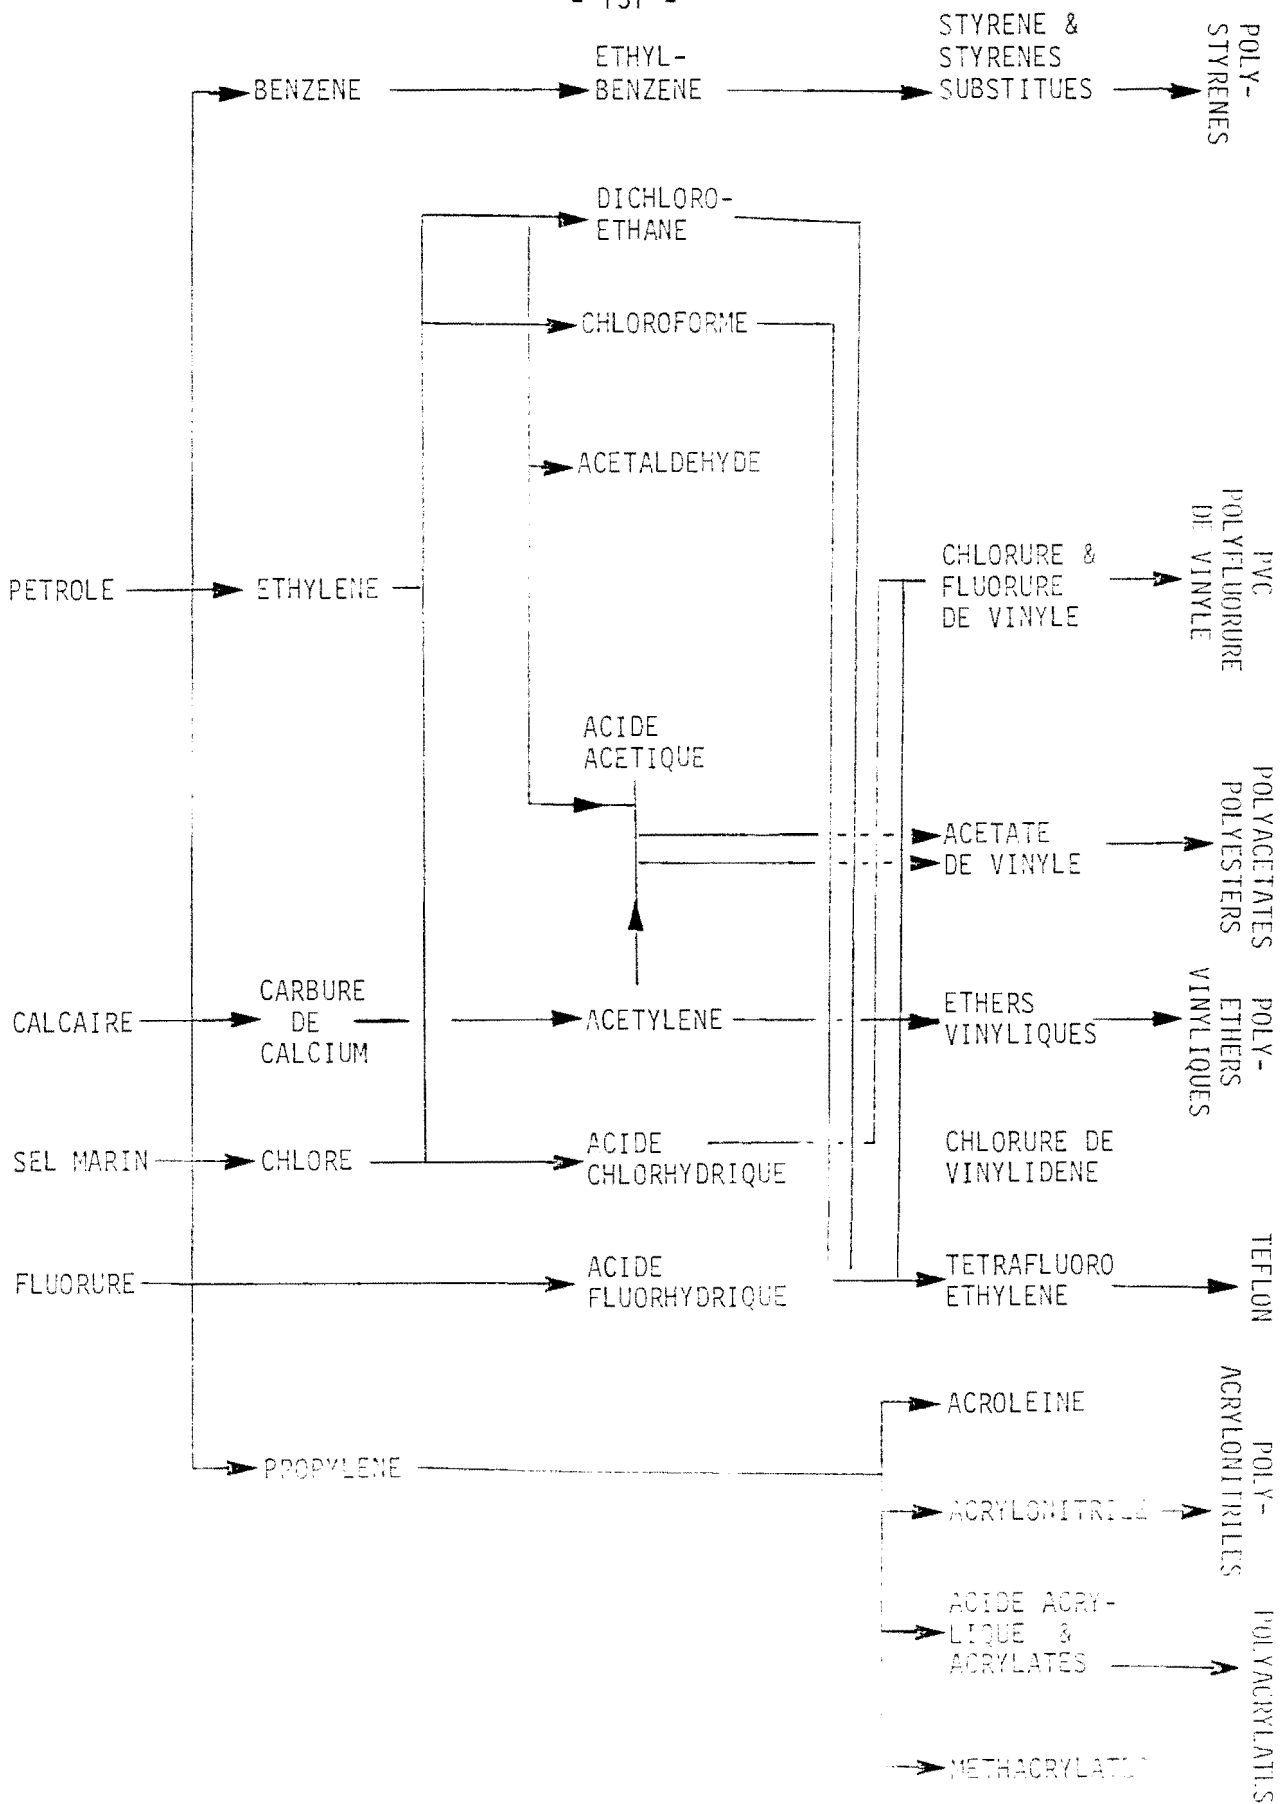 STYRENE &
STYRENES
SUBSTITUES
ETHYL-
BENZENE
BENZENE
POLY-
STYRENES
DICHLORO-
ETHANE
CHLOROFORME
ACETALDEHYDE
PETROLE
ETHYLENE
CHLORURE &
FLUORURE
DE VINYLE
PVC
POLYFLUORURE
DE VINYLE
ACIDE
ACETIQUE
ACETATE
DE VINYLE
POLYACETATES
POLYESTERS
CALCAIRE
CARBURE
DE
CALCIUM
ACETYLENE
ETHERS
VINYLIQUES
POLY-
ETHERS
VINYLIQUES
SEL MARIN
CHLORE
ACIDE
CHLORHYDRIQUE
CHLORURE DE
VINYLIDENE
FLUORURE
ACIDE
FLUORHYDRIQUE
TETRAFLUORO
ETHYLENE
TEFLON
PROPYLENE
ACROLEINE
ACRYLONITRILE
POLY-
ACRYLONITRILES
ACIDE ACRY-
LIQUE &
ACRYLATES
POLYACRYLATES